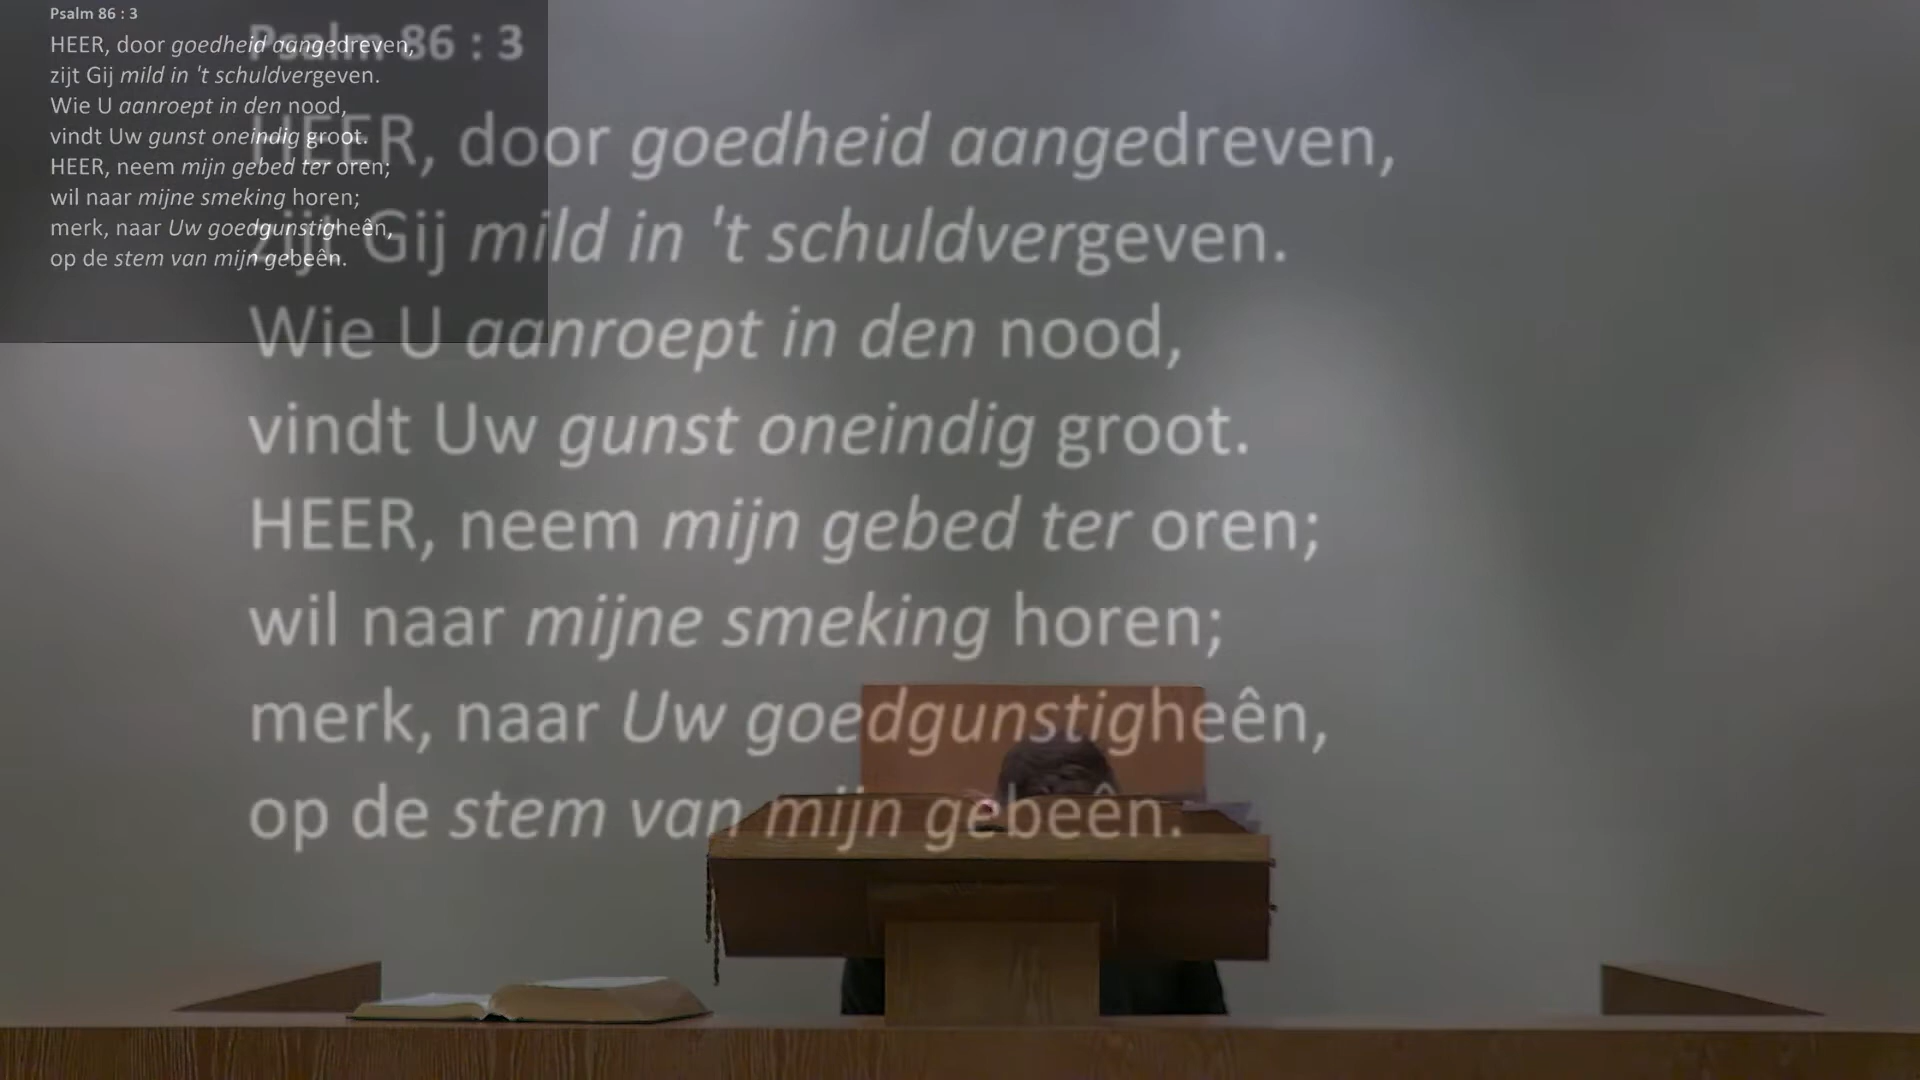 Psalm 86 : 3
HEER, door goedheid aangedreven,
zijt Gij mild in 't schuldvergeven.
Wie U aanroept in den nood,
vindt Uw gunst oneindig groot.
HEER, neem mijn gebed ter oren;
wil naar mijne smeking horen;
merk, naar Uw goedgunstigheên,
op de stem van mijn gebeên.
Psalm 86 : 3
HEER, door goedheid aangedreven,
zijt Gij mild in 't schuldvergeven.
Wie U aanroept in den nood,
vindt Uw gunst oneindig groot.
HEER, neem mijn gebed ter oren;
wil naar mijne smeking horen;
merk, naar Uw goedgunstigheên,
op de stem van mijn gebeên.